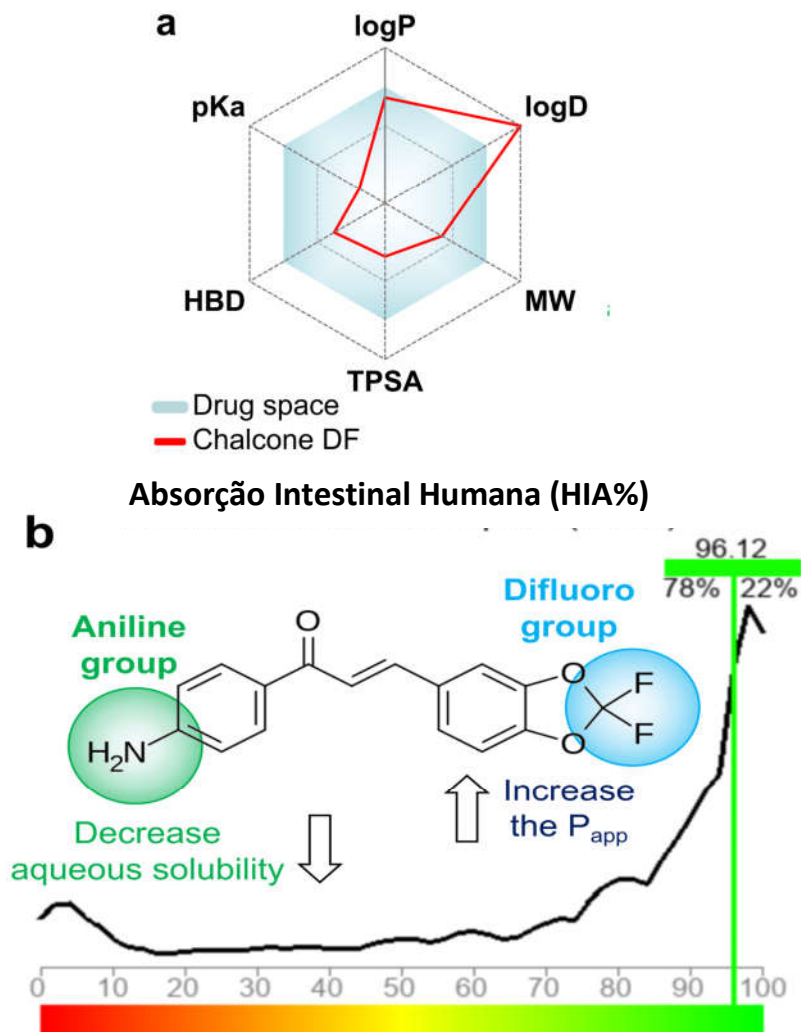 a
logP
pKa
logD
HBD
MW
TPSA
Drug space
Chalcone DF
Absorção Intestinal Humana (HIA%)
b
96.12
78% 22%
Aniline
group
Difluoro
group
O
O
F
F
O
H₂N
Increase
the Papp
Decrease
aqueous solubility
0 10 20 30 40 50 60 70 80 90 100